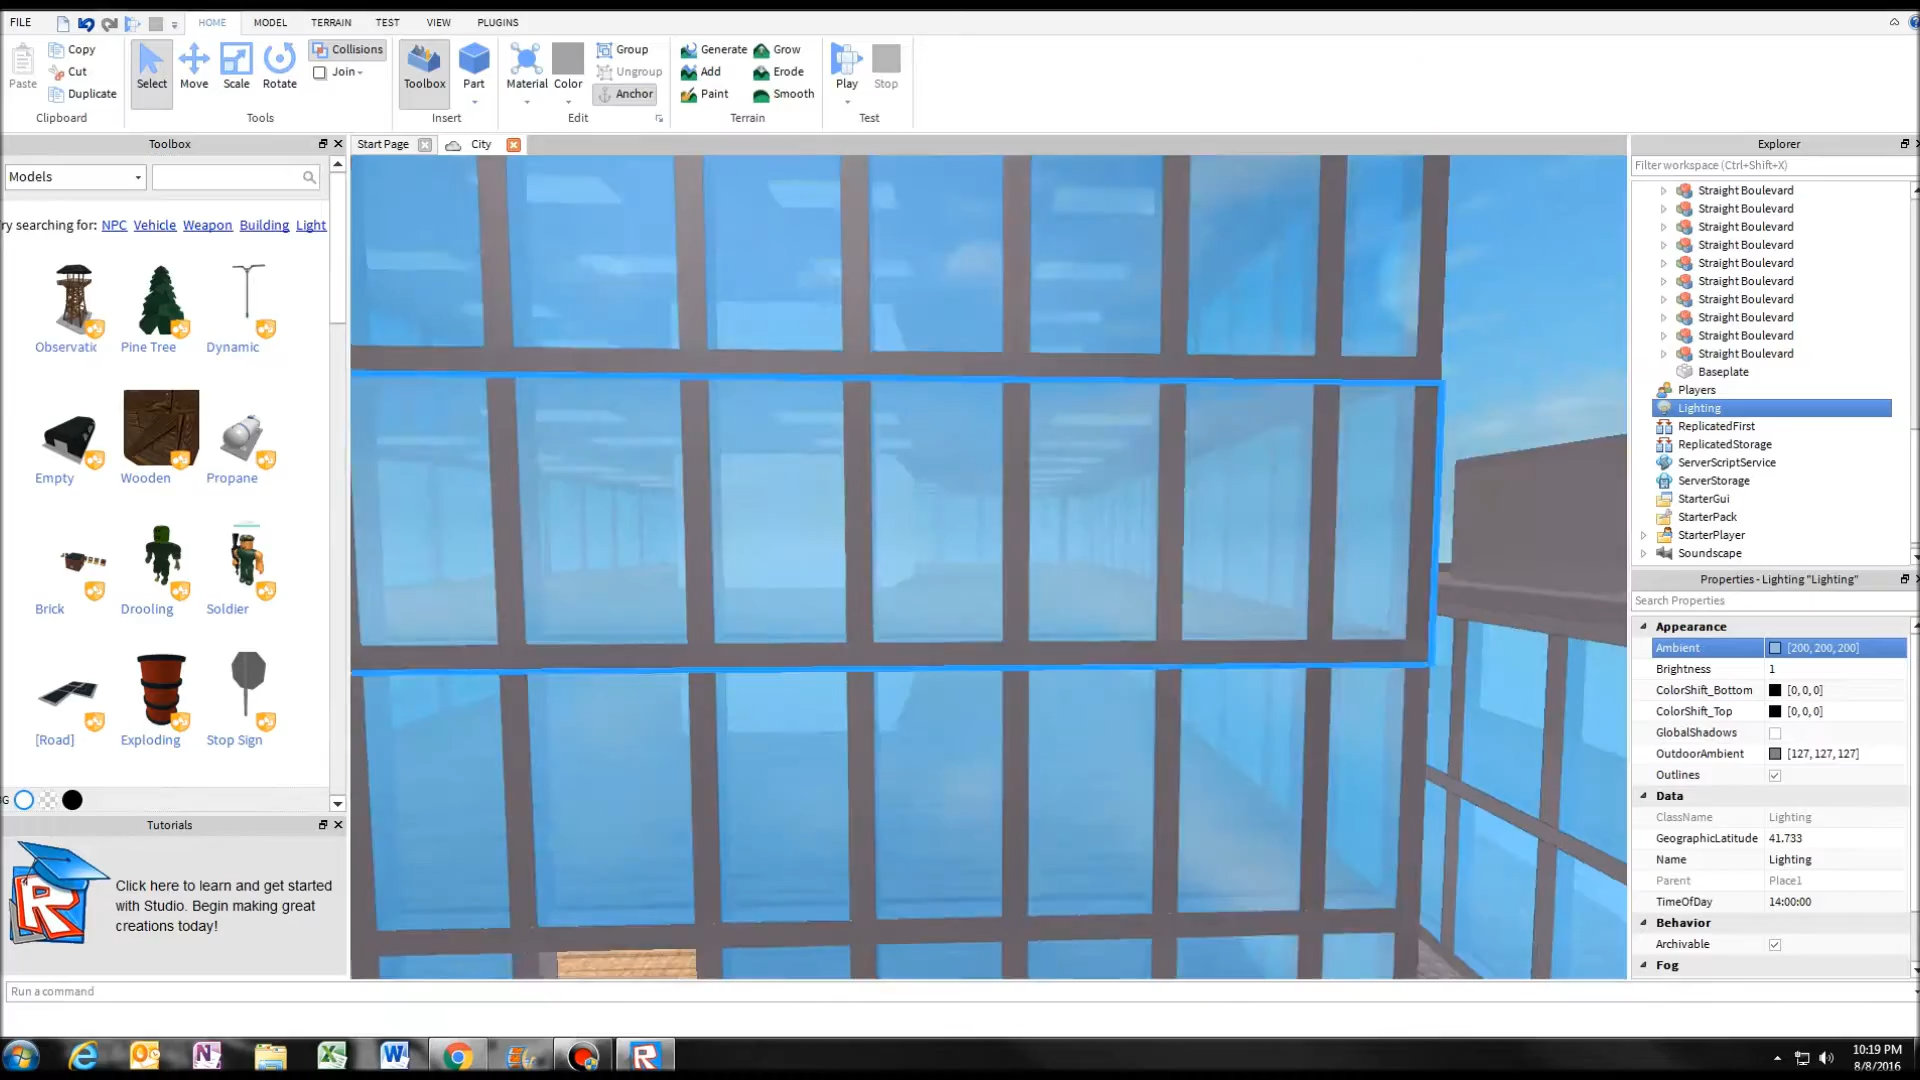 FILE HOME MODEL TERRAIN TEST VIEW PLUGINS
Paste
Copy
Cut
Duplicate
Clipboard
Select Move Scale Rotate
Collisions
Join
Tools
Toolbox Part
Insert
Material Color
Group
Ungroup
Anchor
Edit
Generate Grow
Add Erode
Paint Smooth
Terrain
Play Stop
Test
Toolbox
Models
ry searching for: NPC Vehicle Weapon Building Light
Observatic Pine Tree Dynamic
Empty Wooden Propane
Brick Drooling Soldier
[Road] Exploding Stop Sign
Tutorials
Click here to learn and get started
with Studio. Begin making great
creations today!
Start Page City
Explorer
Filter workspace (Ctrl+Shift+X)
Straight Boulevard
Straight Boulevard
Straight Boulevard
Straight Boulevard
Straight Boulevard
Straight Boulevard
Straight Boulevard
Straight Boulevard
Straight Boulevard
Straight Boulevard
Baseplate
Players
Lighting
ReplicatedFirst
ReplicatedStorage
ServerScriptService
ServerStorage
StarterGui
StarterPack
StarterPlayer
Soundscape
Properties - Lighting "Lighting"
Search Properties
Appearance
Ambient [200, 200, 200]
Brightness 1
ColorShift_Bottom [0, 0, 0]
ColorShift_Top [0, 0, 0]
GlobalShadows
OutdoorAmbient [127, 127, 127]
Outlines
Data
ClassName Lighting
GeographicLatitude 41.733
Name Lighting
Parent Place1
TimeOfDay 14:00:00
Behavior
Archivable
Fog
Run a command
10:19 PM
8/8/2016